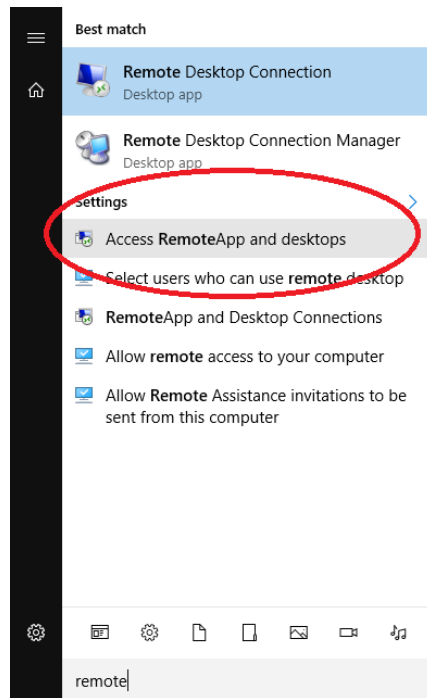 Best match
Remote Desktop Connection
Desktop app
Remote Desktop Connection Manager
Desktop app
Settings
Access RemoteApp and desktops
Select users who can use remote desktop
RemoteApp and Desktop Connections
Allow remote access to your computer
Allow Remote Assistance invitations to be
sent from this computer
remote